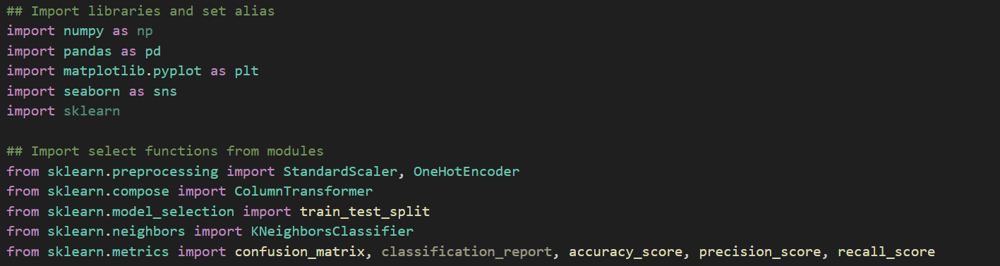 ## Import libraries and set alias
import numpy as np
import pandas as pd
import matplotlib.pyplot as plt
import seaborn as sns
import sklearn
## Import select functions from modules
from sklearn.preprocessing import StandardScaler, OneHotEncoder
from sklearn.compose import ColumnTransformer
from sklearn.model_selection import train_test_split
from sklearn.neighbors import KNeighborsClassifier
from sklearn.metrics import confusion_matrix, classification_report, accuracy_score, precision_score, recall_score